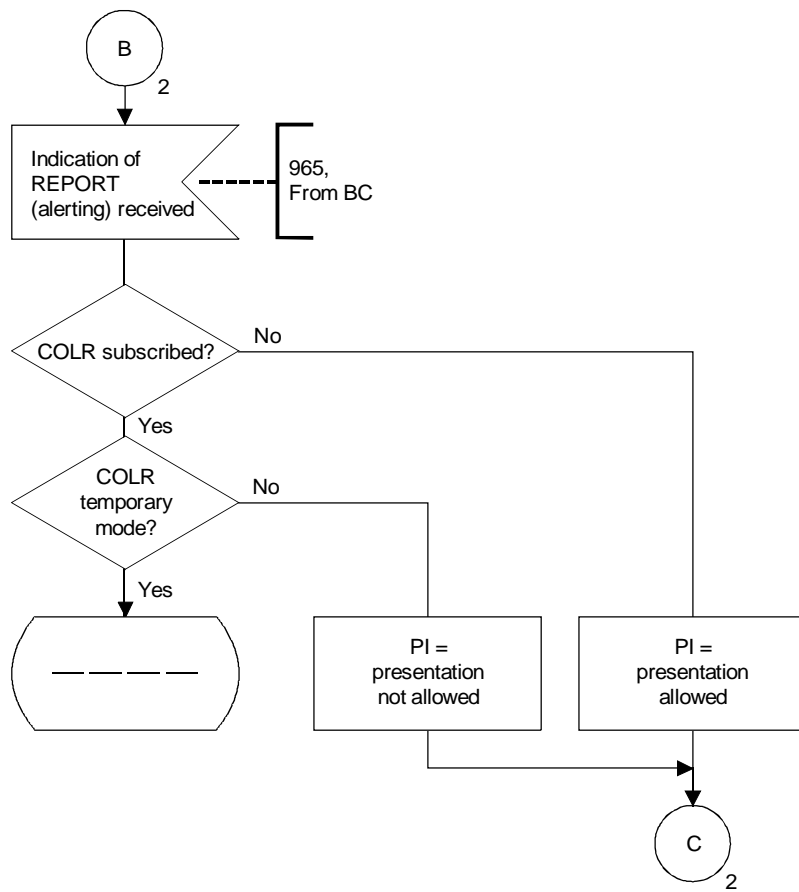 B
2
Indication of
REPORT
(alerting) received
965,
From BC
COLR subscribed?
No
Yes
COLR
temporary
mode?
No
Yes
PI =
presentation
not allowed
PI =
presentation
allowed
C
2